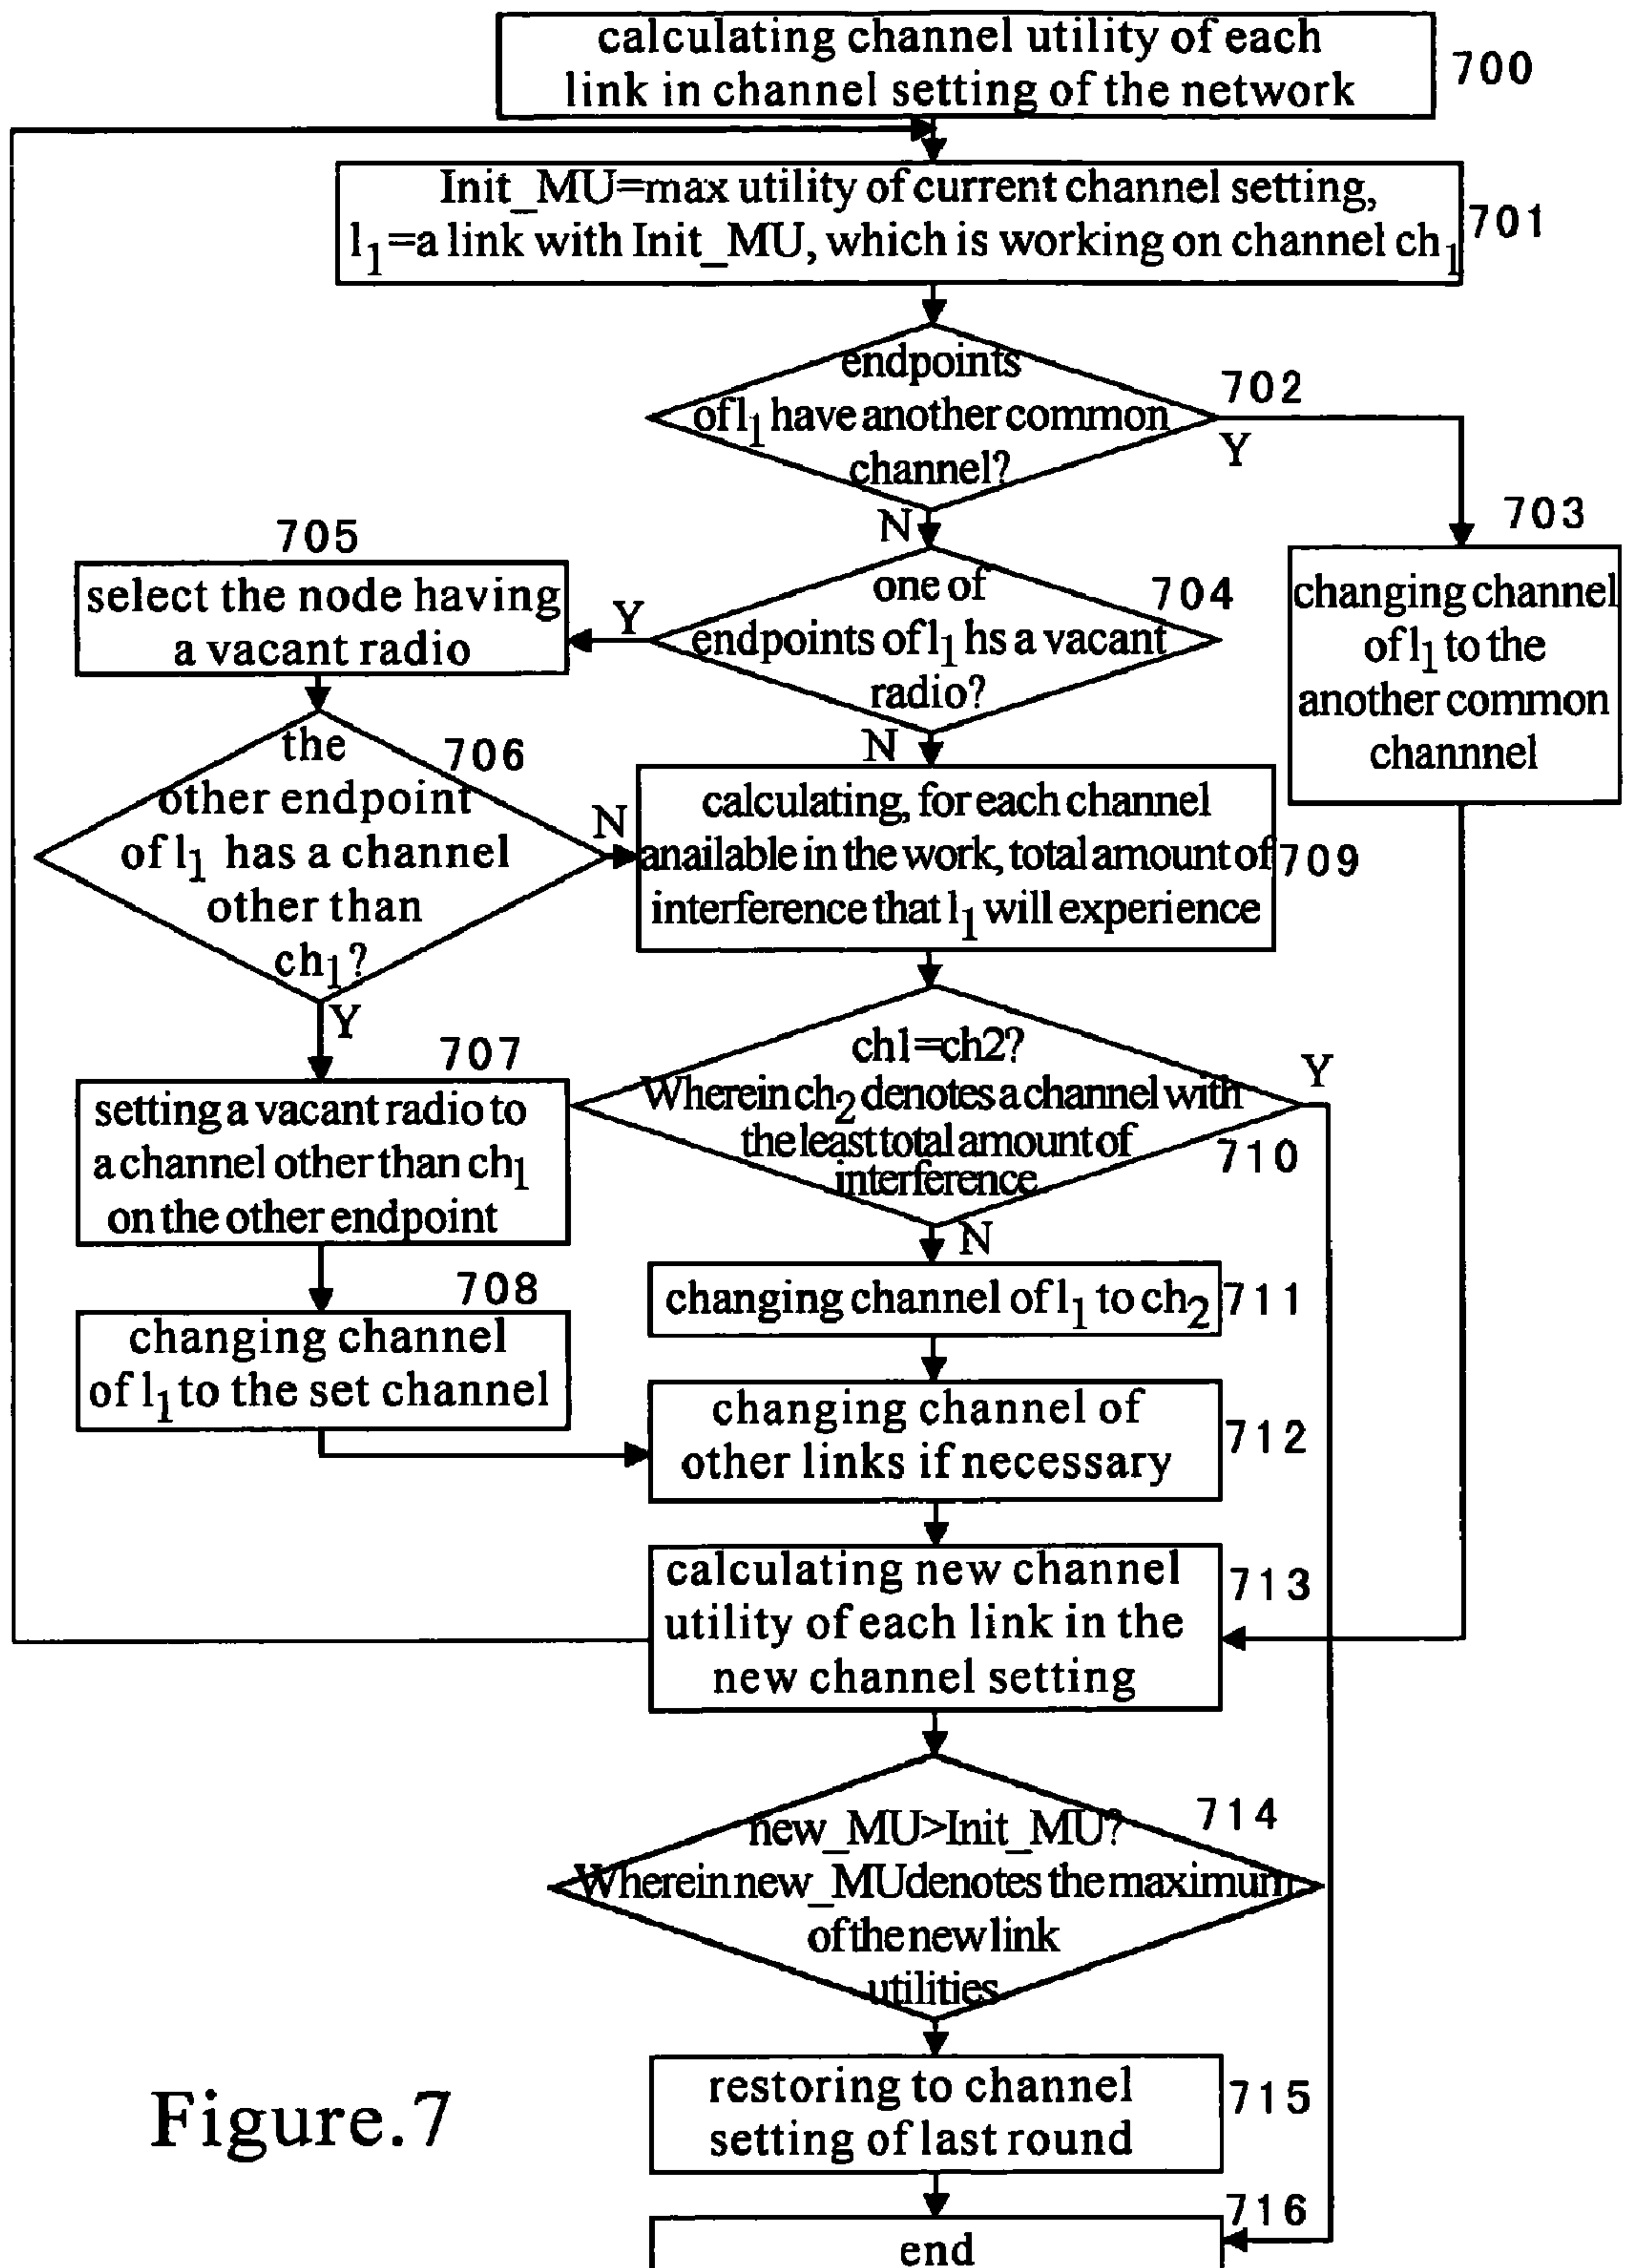 calculating channel utility of each
link in channel setting of the network
700
Init_MU=max utility of current channel setting,
l1=a link with Init_MU, which is working on channel ch1
701
endpoints
of l1 have another common
channel?
702
Y
N
703
changing channel
of l1 to the
another common
channnel
one of
endpoints of l1 hs a vacant
radio?
704
Y
N
705
select the node having
a vacant radio
the
other endpoint
of l1 has a channel
other than
ch1?
706
N
Y
calculating, for each channel
anailable in the work, total amount of
interference that l1 will experience
709
707
setting a vacant radio to
a channel other than ch1
on the other endpoint
ch1=ch2?
Wherein ch2 denotes a channel with
the least total amount of
interference
710
Y
N
708
changing channel
of l1 to the set channel
changing channel of l1 to ch2
711
changing channel of
other links if necessary
712
calculating new channel
utility of each link in the
new channel setting
713
new_MU>Init_MU?
Wherein new_MU denotes the maximum
of the new link
utilities
714
restoring to channel
setting of last round
715
716
end
Figure.7